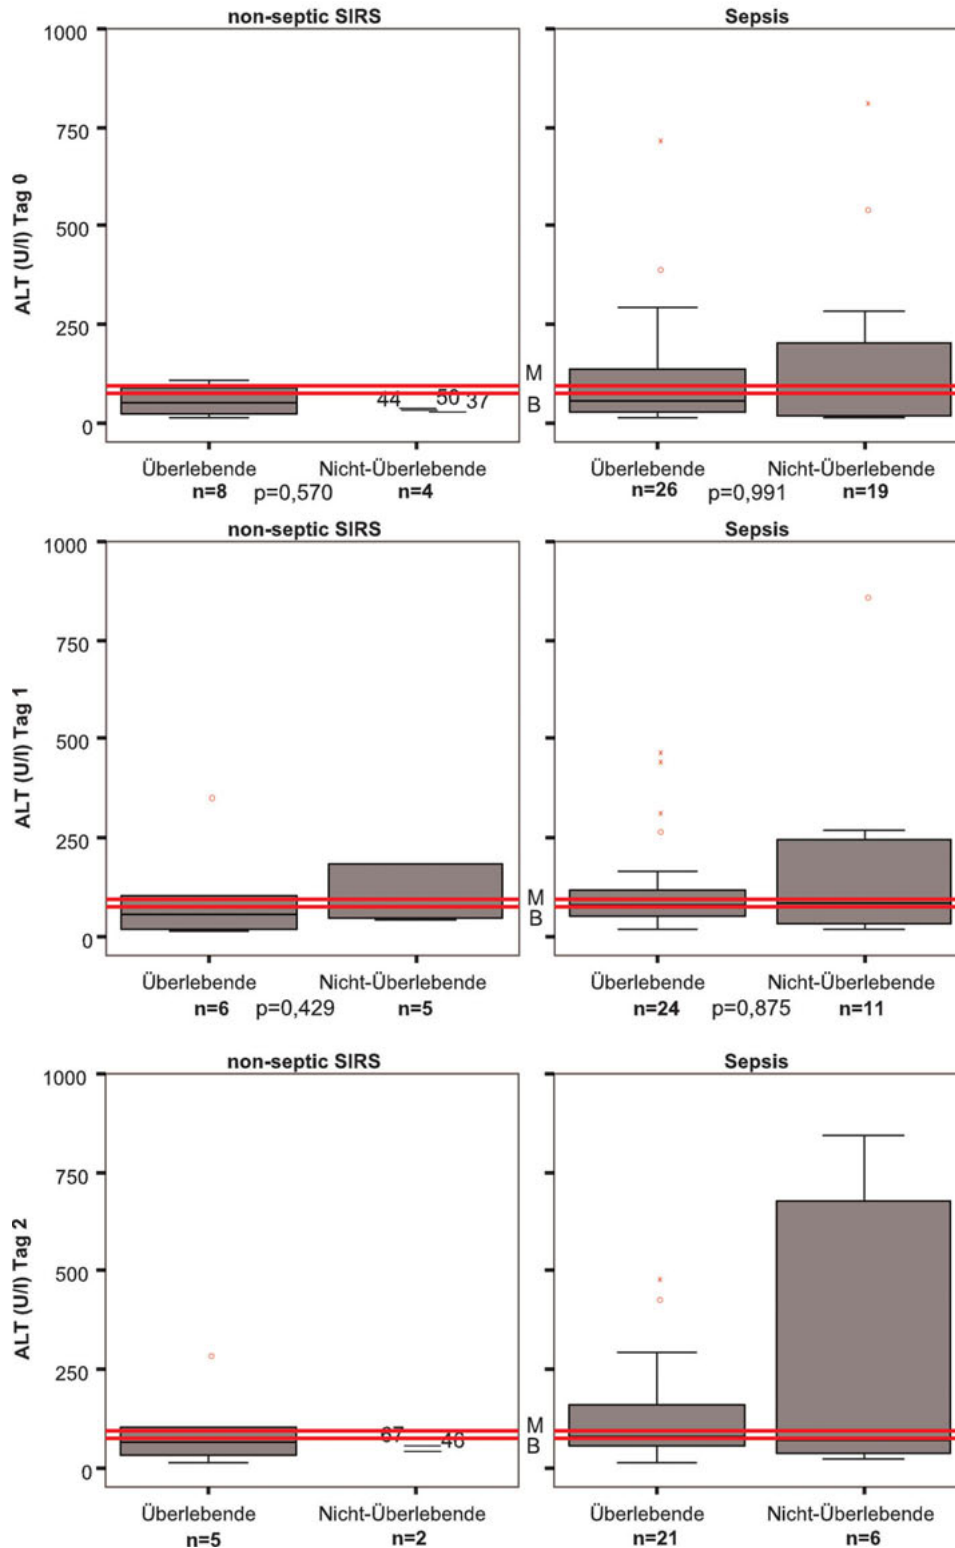 non-septic SIRS Sepsis
1000
750
500
250
0
ALT (U/l) Tag 0
44 50 37
M
B
Überlebende Nicht-Überlebende Überlebende Nicht-Überlebende
n=8 p=0,570 n=4 n=26 p=0,991 n=19
non-septic SIRS Sepsis
1000
750
500
250
0
ALT (U/l) Tag 1
M
B
Überlebende Nicht-Überlebende Überlebende Nicht-Überlebende
n=6 p=0,429 n=5 n=24 p=0,875 n=11
non-septic SIRS Sepsis
1000
750
500
250
0
ALT (U/l) Tag 2
67 46
M
B
Überlebende Nicht-Überlebende Überlebende Nicht-Überlebende
n=5 n=2 n=21 n=6